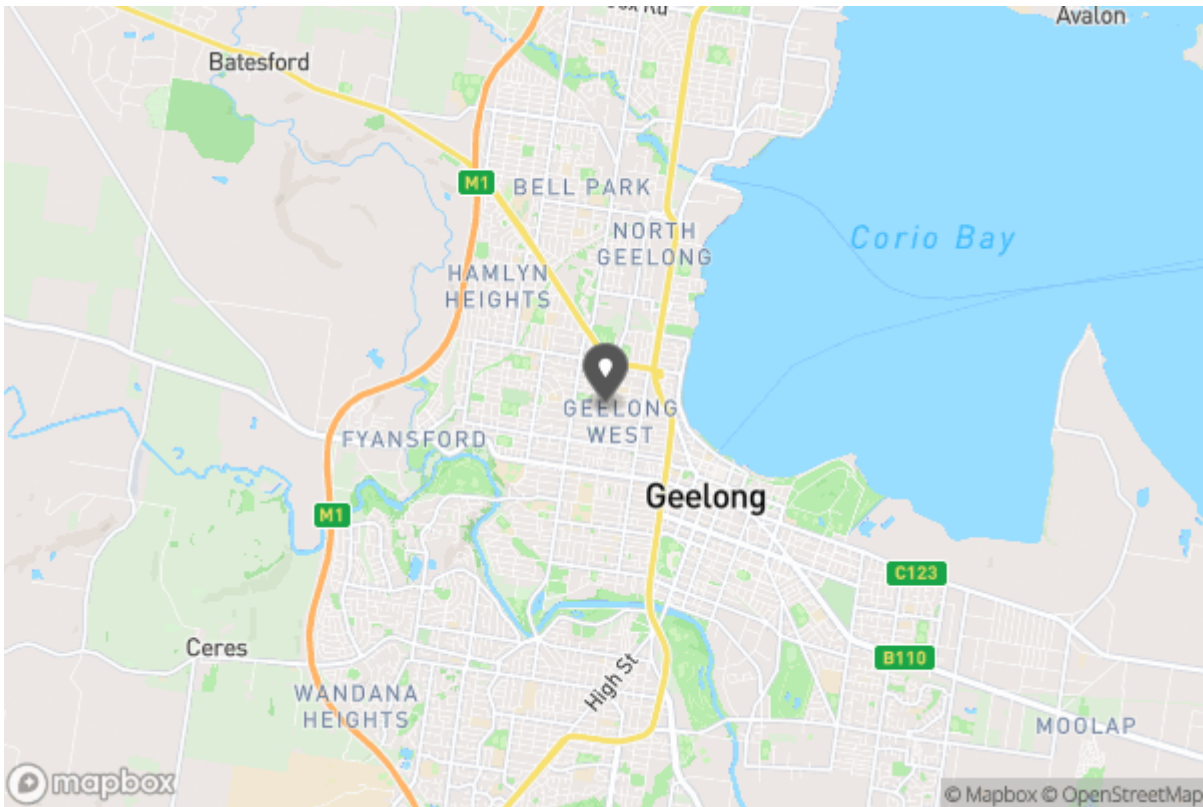 Avalon
Batesford
M1
BELL PARK
NORTH
GEELONG
Corio Bay
HAMLYN
HEIGHTS
GEELONG
WEST
FYANSFORD
Geelong
M1
C123
Ceres
B110
High St
WANDANA
HEIGHTS
MOOLAP
mapbox
© Mapbox © OpenStreetMap